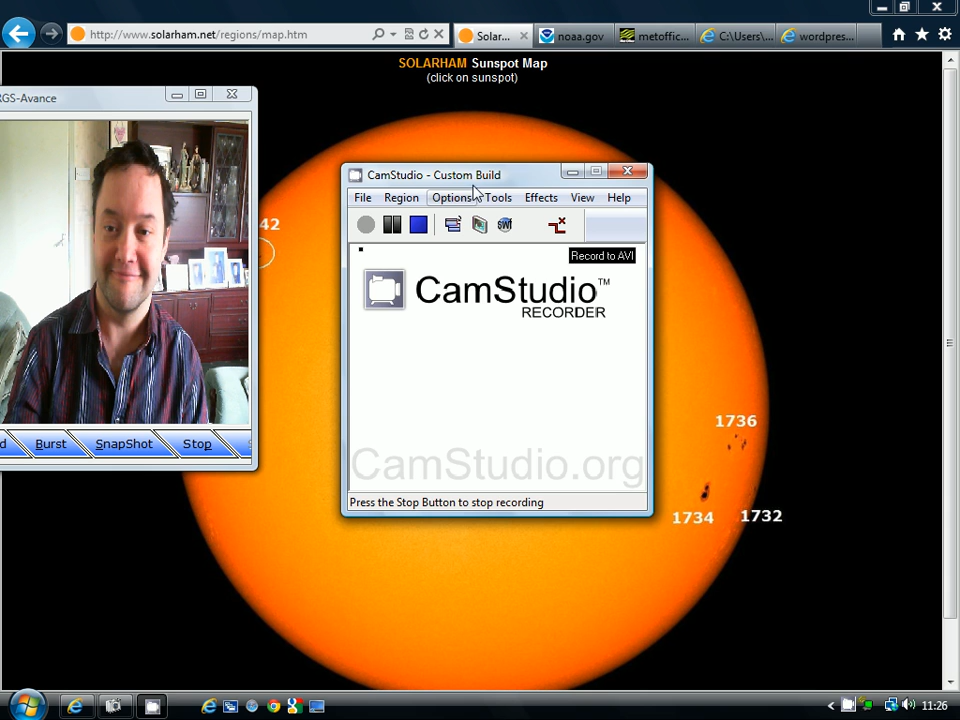 http://www.solarham.net/regions/map.htm
Solar...
noaa.gov
metoffic...
C:\Users\...
wordpres...
SOLARHAM Sunspot Map
(click on sunspot)
RGS-Avance
Burst
SnapShot
Stop
CamStudio - Custom Build
File
Region
Options
Tools
Effects
View
Help
SWF
Record to AVI
CamStudio™
RECORDER
CamStudio.org
Press the Stop Button to stop recording
42
1736
1734
1732
11:26